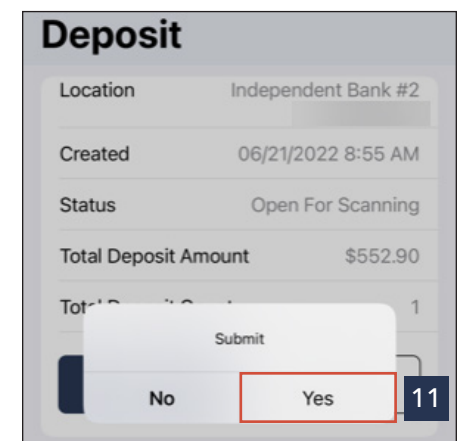 Deposit
Location Independent Bank #2
Created 06/21/2022 8:55 AM
Status Open For Scanning
Total Deposit Amount $552.90
1
Submit
No Yes 11